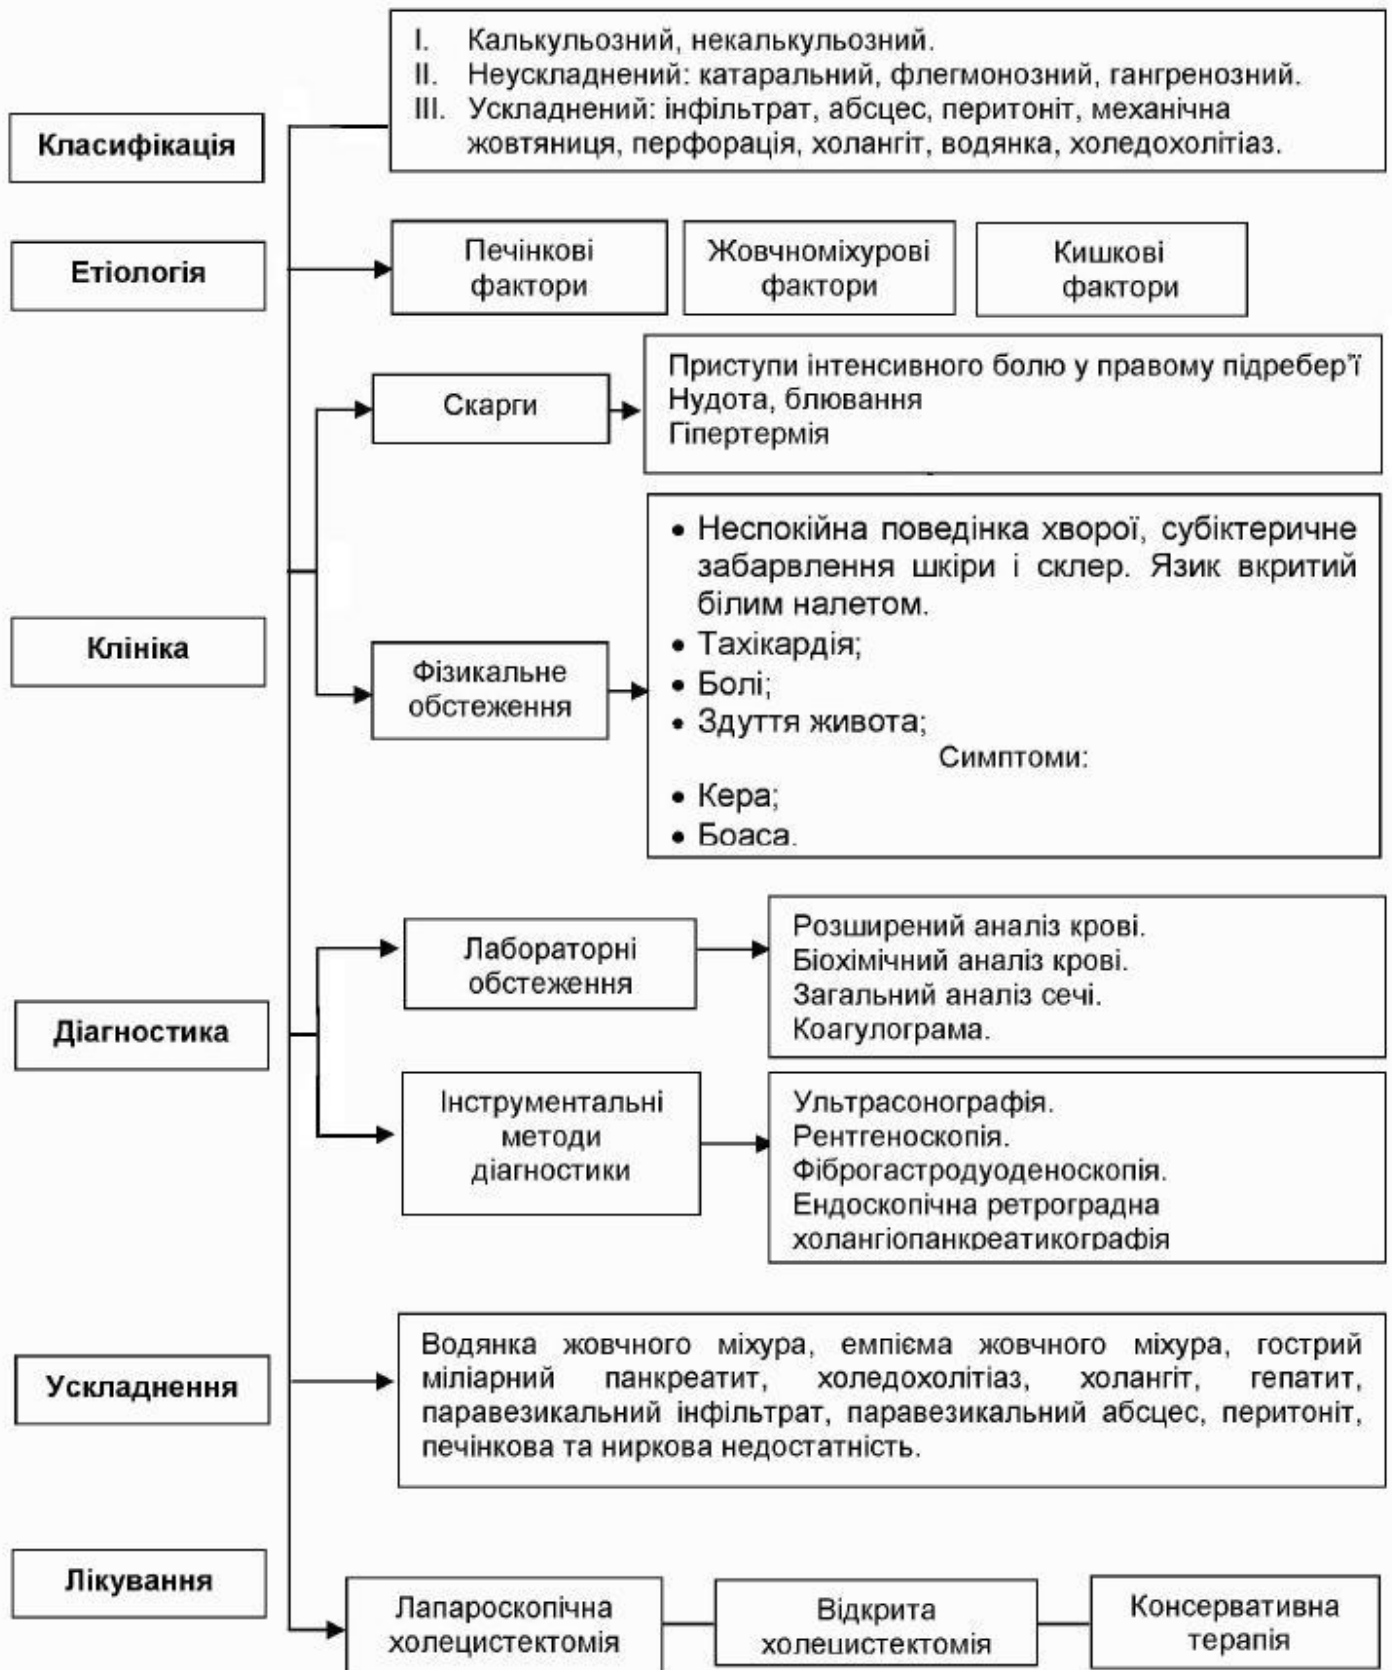 Класифікація
I. Калькульозний, некалькульозний.
II. Неускладнений: катаральний, флегмонозний, гангренозний.
III. Ускладнений: інфільтрат, абсцес, перитоніт, механічна
жовтяниця, перфорація, холангіт, водянка, холедохолітіаз.
Етіологія
Печінкові
фактори
Жовчноміхурові
фактори
Кишкові
фактори
Клініка
Скарги
Приступи інтенсивного болю у правому підребер'ї
Нудота, блювання
Гіпертермія
Фізикальне
обстеження
• Неспокійна поведінка хворої, субіктеричне
забарвлення шкіри і склер. Язик вкритий
білим налетом.
• Тахікардія;
• Болі;
• Здуття живота;
Симптоми:
• Кера;
• Боаса.
Діагностика
Лабораторні
обстеження
Розширений аналіз крові.
Біохімічний аналіз крові.
Загальний аналіз сечі.
Коагулограма.
Інструментальні
методи
діагностики
Ультрасонографія.
Рентгеноскопія.
Фіброгастродуоденоскопія.
Ендоскопічна ретроградна
холангіопанкреатикографія
Ускладнення
Водянка жовчного міхура, емпієма жовчного міхура, гострий
міліарний панкреатит, холедохолітіаз, холангіт, гепатит,
паравезикальний інфільтрат, паравезикальний абсцес, перитоніт,
печінкова та ниркова недостатність.
Лікування
Лапароскопічна
холецистектомія
Відкрита
холецистектомія
Консервативна
терапія